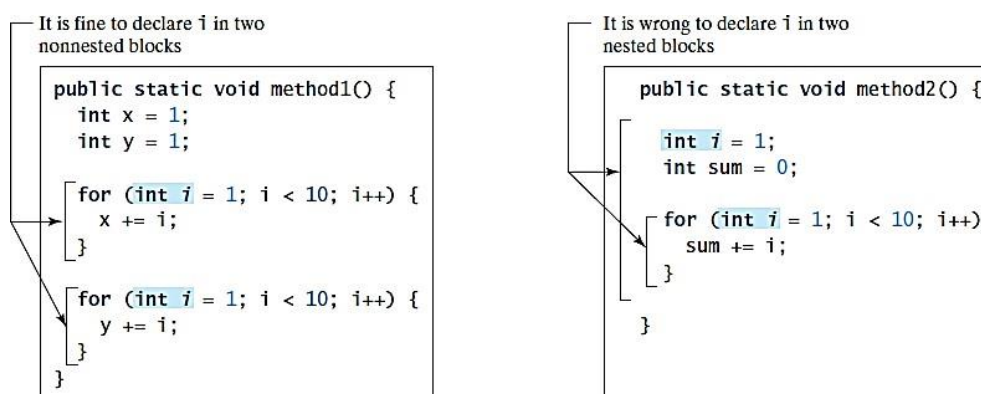 It is fine to declare i in two
nonnested blocks
public static void method1() {
int x = 1;
int y = 1;
for (int i = 1; i < 10; i++) {
x += i;
}
for (int i = 1; i < 10; i++) {
y += i;
}
}
It is wrong to declare i in two
nested blocks
public static void method2() {
int i = 1;
int sum = 0;
for (int i = 1; i < 10; i++)
sum += i;
}
}